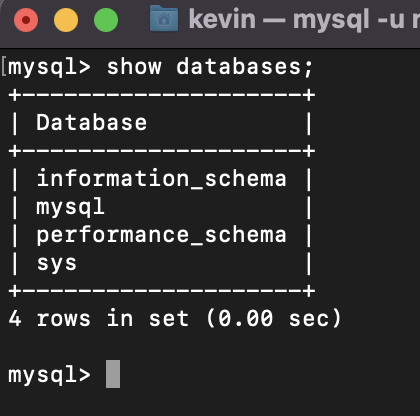 kevin — mysql -u r
[mysql> show databases;
+--------------------+
| Database           |
+--------------------+
| information_schema |
| mysql              |
| performance_schema |
| sys                |
+--------------------+
4 rows in set (0.00 sec)
mysql>